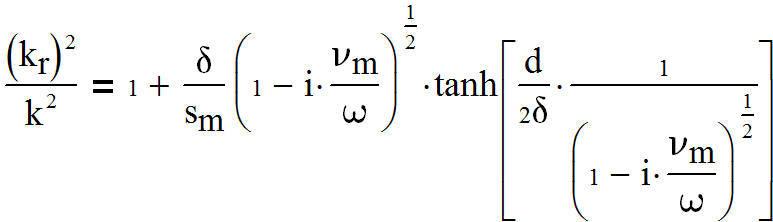 (k_r)^2 / k^2 = 1 + δ/s_m (1 − i·ν_m/ω)^(1/2) ·tanh[ d/2δ · 1/(1 − i·ν_m/ω)^(1/2) ]